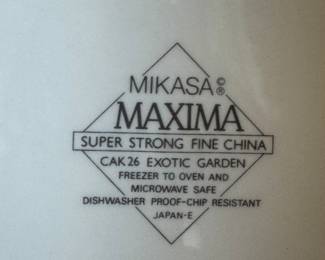 MIKASA©®
MAXIMA
SUPER STRONG FINE CHINA
CAK26 EXOTIC GARDEN
FREEZER TO OVEN AND
MICROWAVE SAFE
DISHWASHER PROOF-CHIP RESISTANT
JAPAN-E